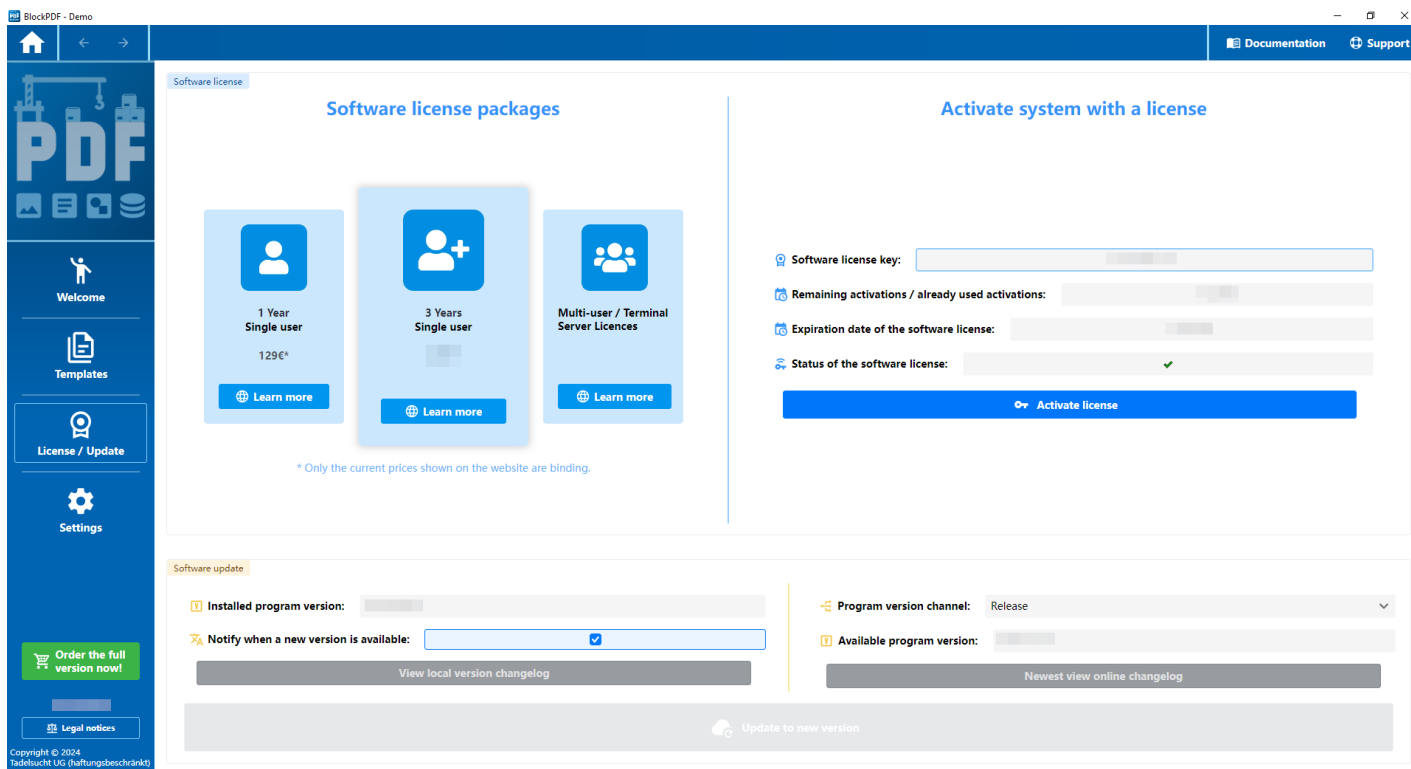 BlockPDF - Demo
Documentation
Support
PDF
Welcome
Templates
License / Update
Settings
Order the full
version now!
Legal notices
Copyright © 2024
Tadelsucht UG (haftungsbeschränkt)
Software license
Software license packages
1 Year
Single user
129€*
Learn more
3 Years
Single user
Learn more
Multi-user / Terminal
Server Licences
Learn more
* Only the current prices shown on the website are binding.
Activate system with a license
Software license key:
Remaining activations / already used activations:
Expiration date of the software license:
Status of the software license:
Activate license
Software update
Installed program version:
Notify when a new version is available:
View local version changelog
Program version channel: Release
Available program version:
Newest view online changelog
Update to new version